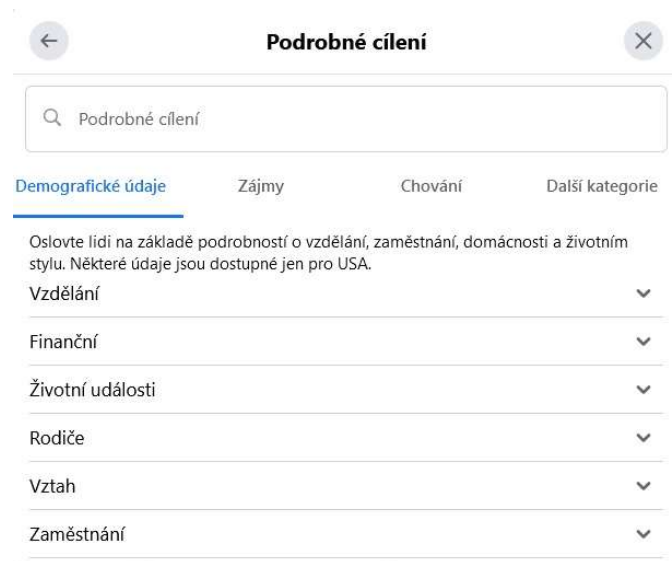 Podrobné cílení
Podrobné cílení
Demografické údaje Zájmy Chování Další kategorie
Oslovte lidi na základě podrobností o vzdělání, zaměstnání, domácnosti a životním
stylu. Některé údaje jsou dostupné jen pro USA.
Vzdělání
Finanční
Životní události
Rodiče
Vztah
Zaměstnání